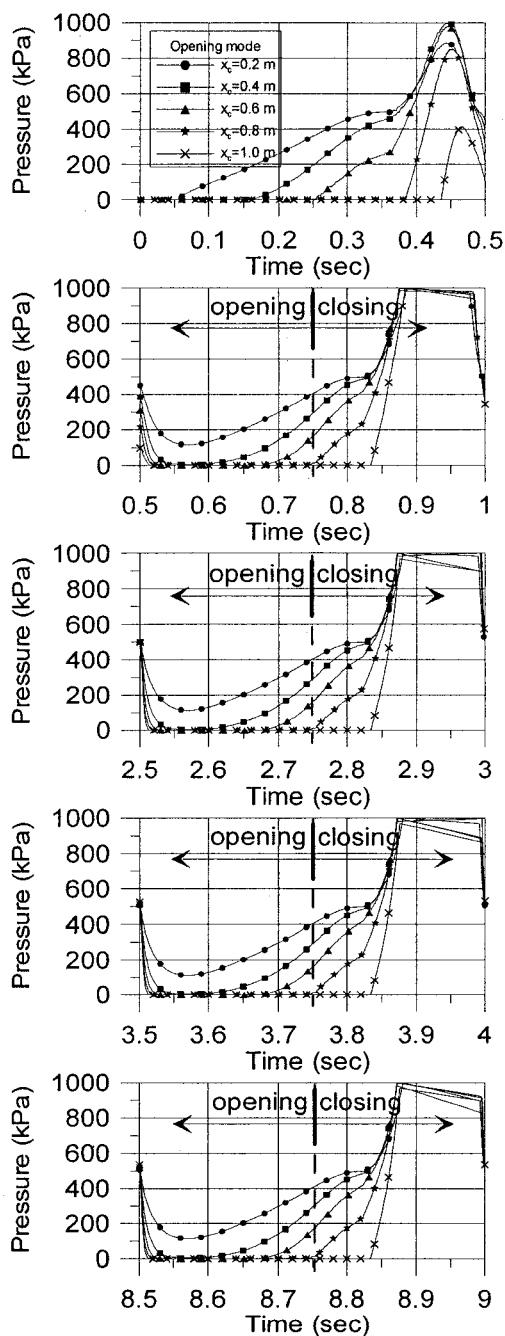 1000
800
600
400
200
0
Pressure (kPa)
Opening mode
x_c=0.2 m
x_c=0.4 m
x_c=0.6 m
x_c=0.8 m
x_c=1.0 m
0 0.1 0.2 0.3 0.4 0.5
Time (sec)
1000
800
600
400
200
0
Pressure (kPa)
opening closing
0.5 0.6 0.7 0.8 0.9 1
Time (sec)
1000
800
600
400
200
0
Pressure (kPa)
opening closing
2.5 2.6 2.7 2.8 2.9 3
Time (sec)
1000
800
600
400
200
0
Pressure (kPa)
opening closing
3.5 3.6 3.7 3.8 3.9 4
Time (sec)
1000
800
600
400
200
0
Pressure (kPa)
opening closing
8.5 8.6 8.7 8.8 8.9 9
Time (sec)